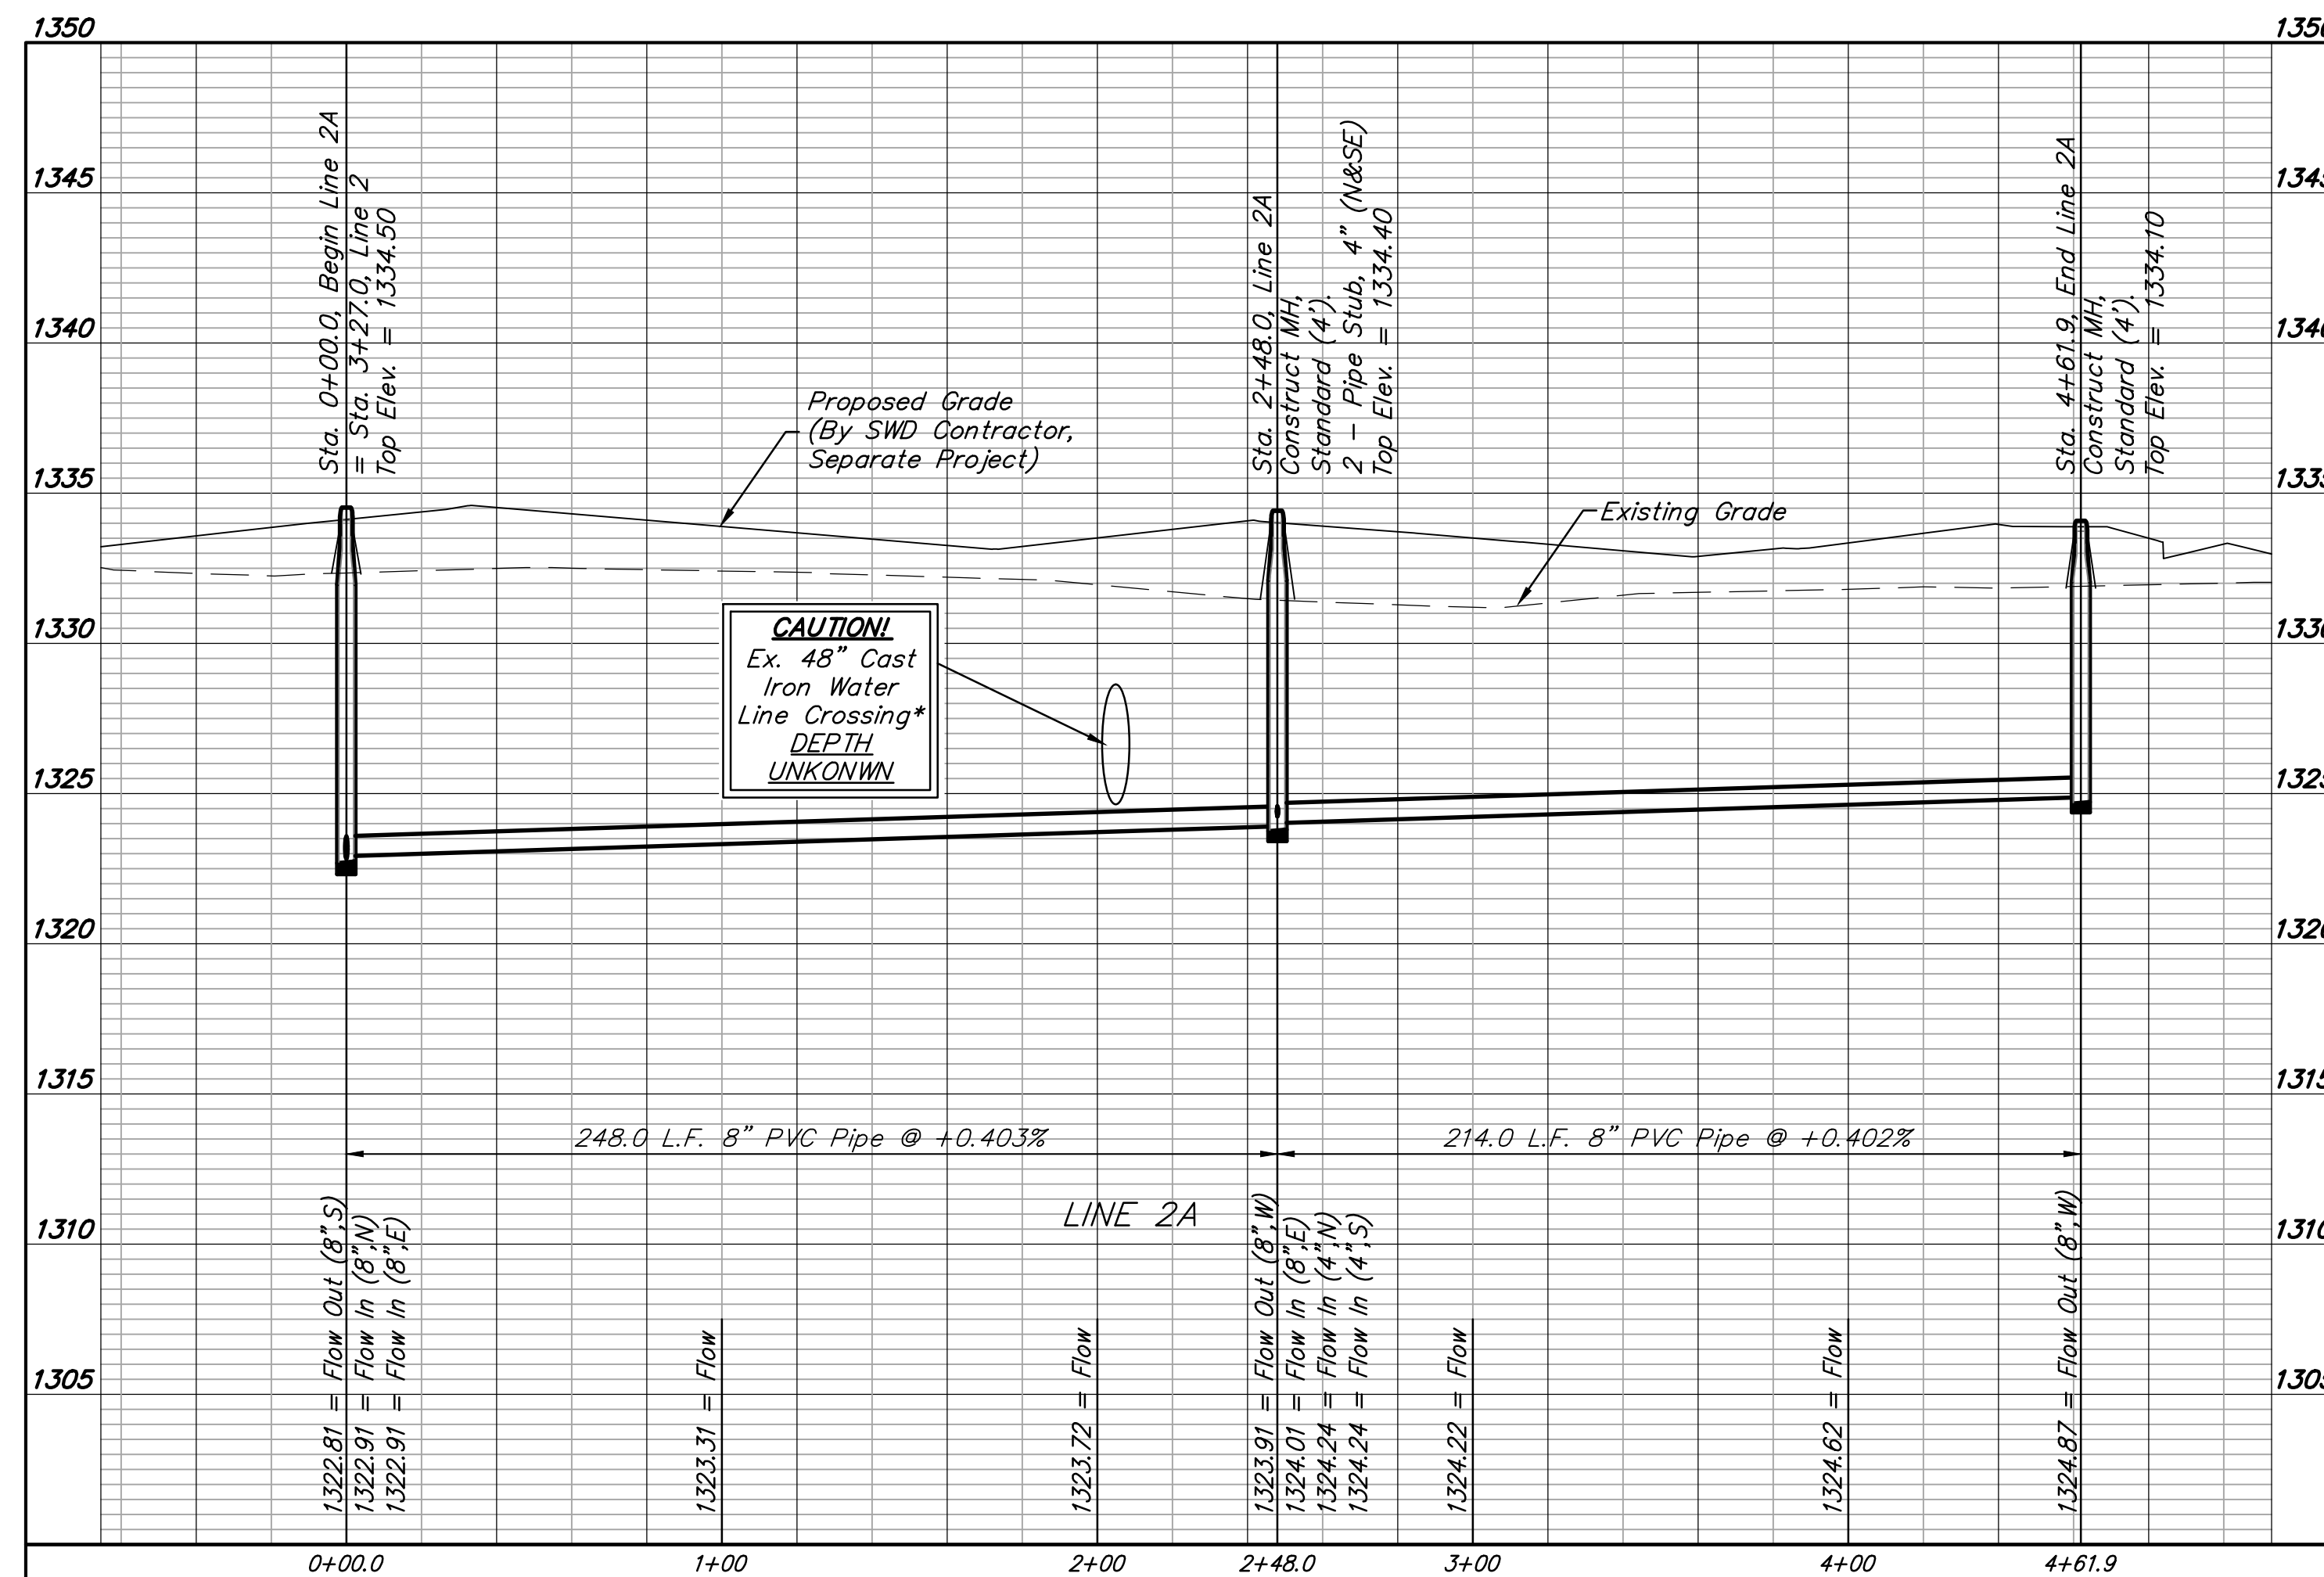 1350
1345
1340
1335
1330
1325
1320
1315
1310
1305
Sta. 0+00.0, Begin Line 2A
= Sta. 3+27.0, Line 2
Top Elev. = 1334.50
Proposed Grade
(By SWD Contractor,
Separate Project)
Sta. 2+48.0, Line 2A
Construct MH,
Standard (4').
2 - Pipe Stub, 4" (N&SE)
Top Elev. = 1334.40
Existing Grade
Sta. 4+61.9, End Line 2A
Construct MH,
Standard (4').
Top Elev. = 1334.10
CAUTION!
Ex. 48" Cast
Iron Water
Line Crossing*
DEPTH
UNKONWN
248.0 L.F. 8" PVC Pipe @ +0.403%
214.0 L.F. 8" PVC Pipe @ +0.402%
LINE 2A
1322.81 = Flow Out (8",S)
1322.91 = Flow In (8",N)
1322.91 = Flow In (8",E)
1323.31 = Flow
1323.72 = Flow
1323.91 = Flow Out (8",W)
1324.01 = Flow In (8",E)
1324.24 = Flow In (4",N)
1324.24 = Flow In (4",S)
1324.22 = Flow
1324.62 = Flow
1324.87 = Flow Out (8",W)
0+00.0
1+00
2+00
2+48.0
3+00
4+00
4+61.9